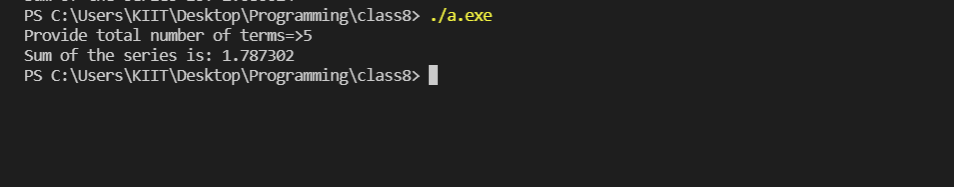 PS C:\Users\KIIT\Desktop\Programming\class8> ./a.exe
Provide total number of terms=>5
Sum of the series is: 1.787302
PS C:\Users\KIIT\Desktop\Programming\class8>